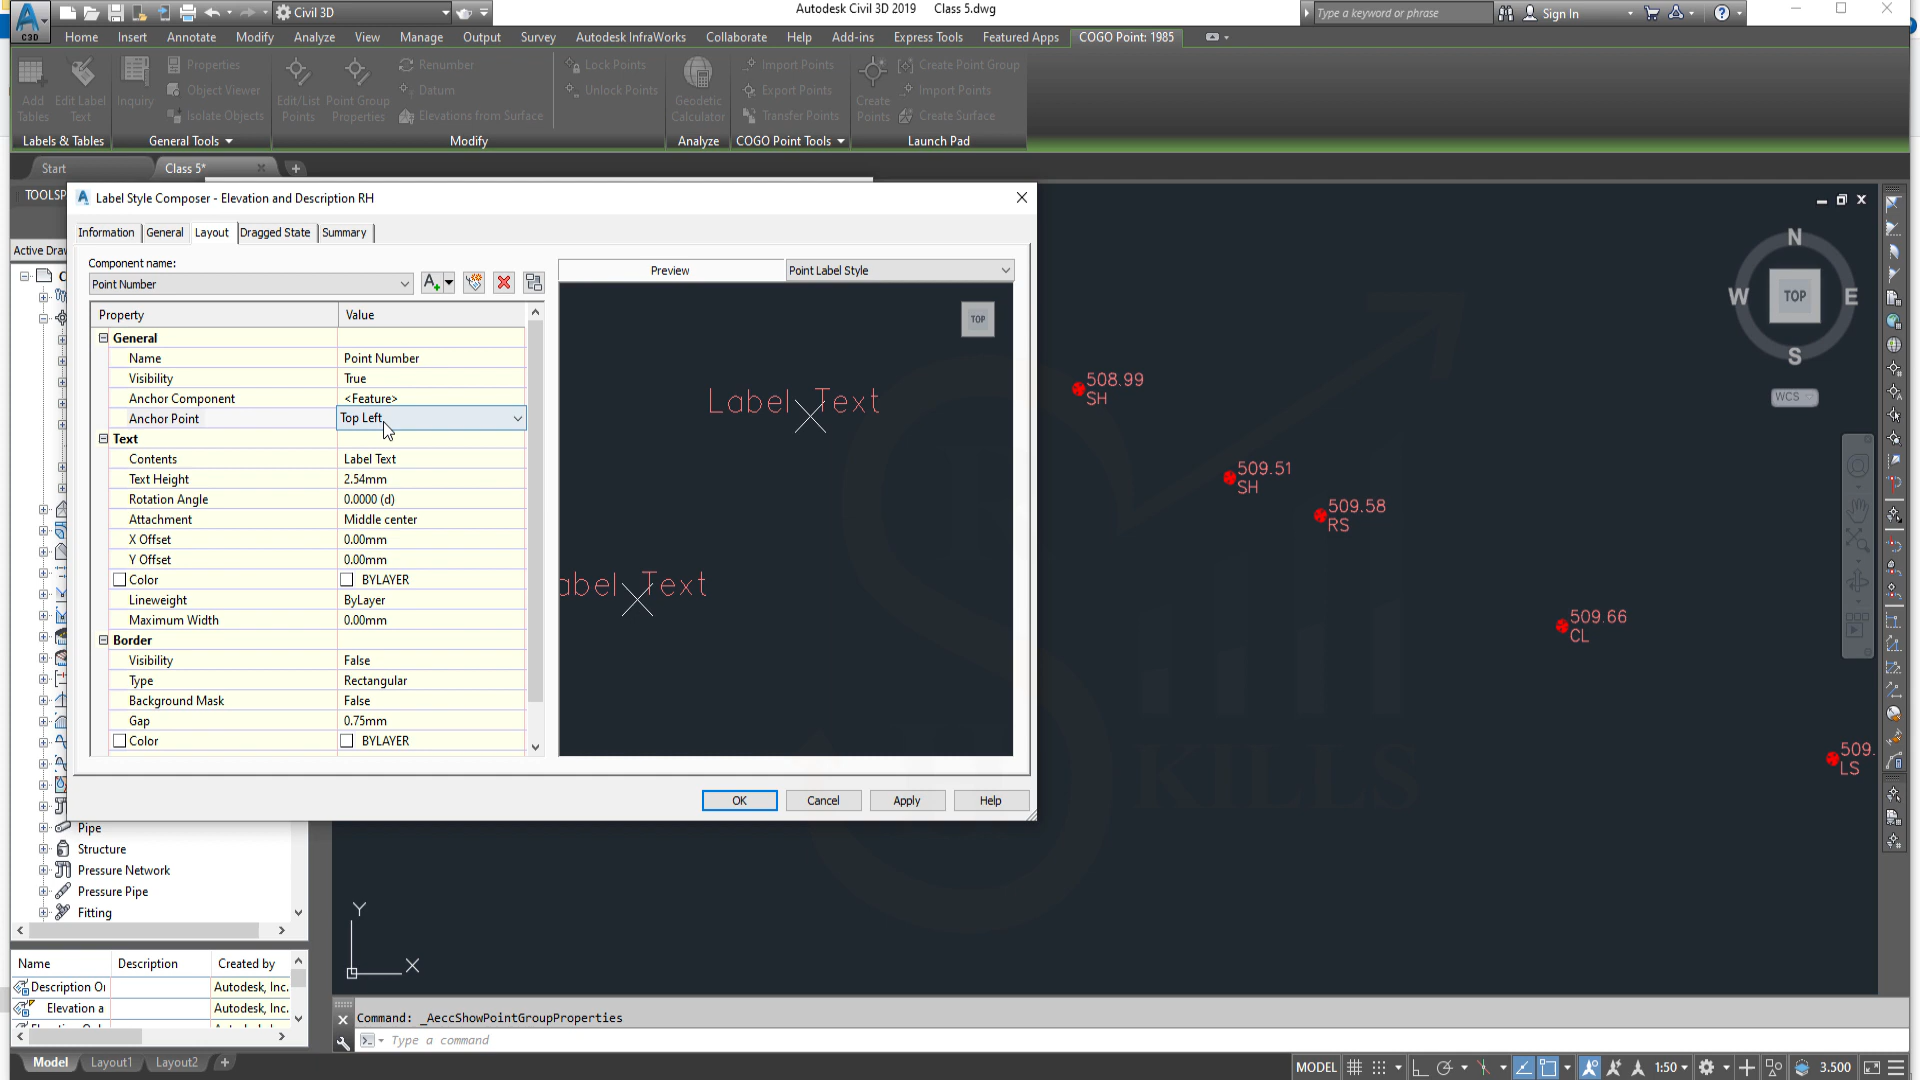 Civil 3D
Autodesk Civil 3D 2019 Class 5.dwg
Type a keyword or phrase
Sign In
C3D
Home Insert Annotate Modify Analyze View Manage Output Survey Autodesk InfraWorks Collaborate Help Add-ins Express Tools Featured Apps COGO Point: 1985
Add Tables
Edit Label Text
Inquiry
Properties
Object Viewer
Isolate Objects
Edit/List Points
Point Group Properties
Renumber
Datum
Elevations from Surface
Lock Points
Unlock Points
Geodetic Calculator
Import Points
Export Points
Transfer Points
Create Points
Create Point Group
Import Points
Create Surface
Labels & Tables General Tools Modify Analyze COGO Point Tools Launch Pad
Start Class 5*
TOOLSP
Active Draw
Label Style Composer - Elevation and Description RH
Information General Layout Dragged State Summary
Component name:
Point Number
Preview Point Label Style
Property Value
General
Name Point Number
Visibility True
Anchor Component <Feature>
Anchor Point Top Left
Text
Contents Label Text
Text Height 2.54mm
Rotation Angle 0.0000 (d)
Attachment Middle center
X Offset 0.00mm
Y Offset 0.00mm
Color BYLAYER
Lineweight ByLayer
Maximum Width 0.00mm
Border
Visibility False
Type Rectangular
Background Mask False
Gap 0.75mm
Color BYLAYER
TOP
Label Text
abel Text
OK Cancel Apply Help
N
W TOP E
S
WCS
508.99
SH
509.51
SH
509.58
RS
509.66
CL
509.
LS
KILLS
Pipe
Structure
Pressure Network
Pressure Pipe
Fitting
Name Description Created by
Description Or Autodesk, Inc.
Elevation a Autodesk, Inc.
Y
X
Command: _AeccShowPointGroupProperties
Type a command
Model Layout1 Layout2
MODEL 1:50 3.500